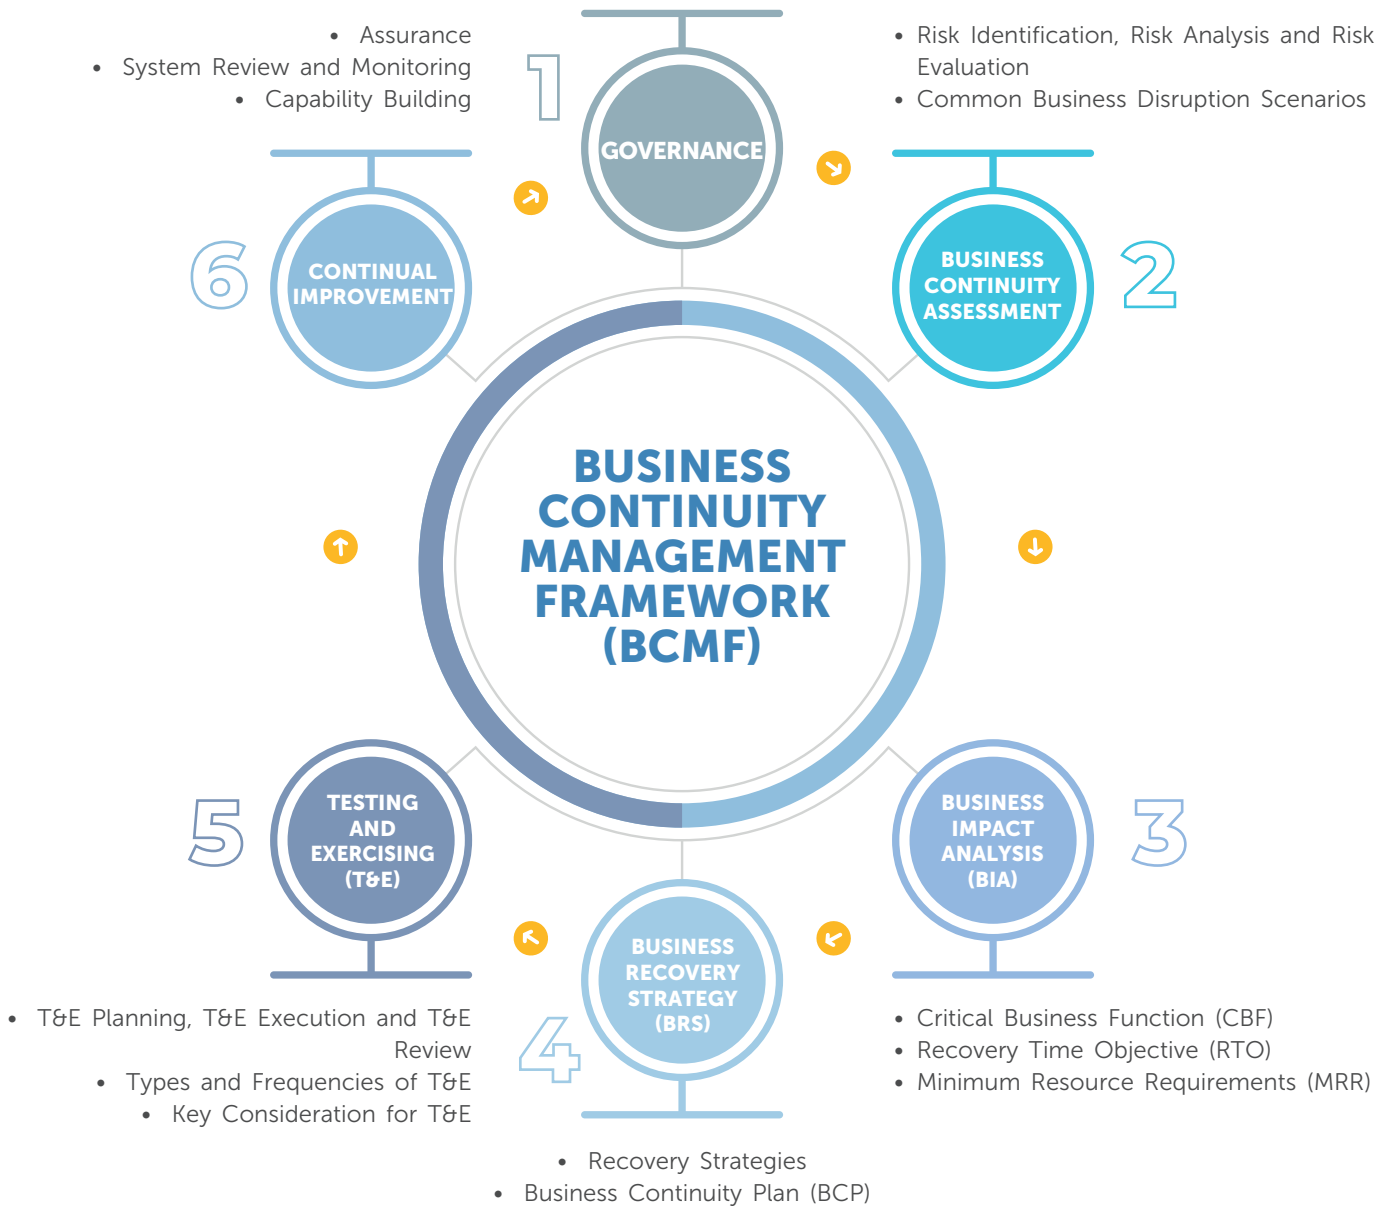 1
GOVERNANCE
• Risk Identification, Risk Analysis and Risk
Evaluation
• Common Business Disruption Scenarios
2
BUSINESS
CONTINUITY
ASSESSMENT
3
BUSINESS
IMPACT
ANALYSIS
(BIA)
• Critical Business Function (CBF)
• Recovery Time Objective (RTO)
• Minimum Resource Requirements (MRR)
4
BUSINESS
RECOVERY
STRATEGY
(BRS)
• Recovery Strategies
• Business Continuity Plan (BCP)
5
TESTING
AND
EXERCISING
(T&E)
• T&E Planning, T&E Execution and T&E
Review
• Types and Frequencies of T&E
• Key Consideration for T&E
6
CONTINUAL
IMPROVEMENT
• Assurance
• System Review and Monitoring
• Capability Building
BUSINESS
CONTINUITY
MANAGEMENT
FRAMEWORK
(BCMF)